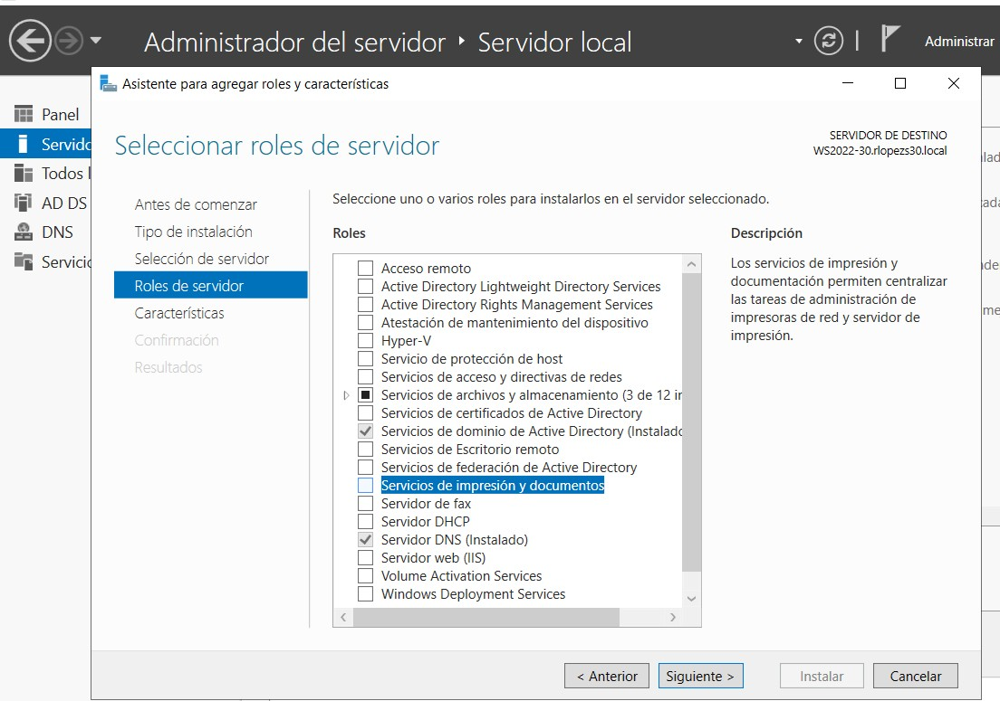 Administrador del servidor ‣ Servidor local
Administrar
Asistente para agregar roles y características
Panel
Todos
AD DS
DNS
Seleccionar roles de servidor
SERVIDOR DE DESTINO
WS2022-30.rlopezs30.local
Antes de comenzar
Tipo de instalación
Selección de servidor
Roles de servidor
Características
Confirmación
Resultados
Seleccione uno o varios roles para instalarlos en el servidor seleccionado.
Roles
Acceso remoto
Active Directory Lightweight Directory Services
Active Directory Rights Management Services
Atestación de mantenimiento del dispositivo
Hyper-V
Servicio de protección de host
Servicios de acceso y directivas de redes
Servicios de archivos y almacenamiento (3 de 12 in
Servicios de certificados de Active Directory
Servicios de dominio de Active Directory (Instalado
Servicios de Escritorio remoto
Servicios de federación de Active Directory
Servicios de impresión y documentos
Servidor de fax
Servidor DHCP
Servidor DNS (Instalado)
Servidor web (IIS)
Volume Activation Services
Windows Deployment Services
Descripción
Los servicios de impresión y
documentación permiten centralizar
las tareas de administración de
impresoras de red y servidor de
impresión.
< Anterior
Siguiente >
Instalar
Cancelar